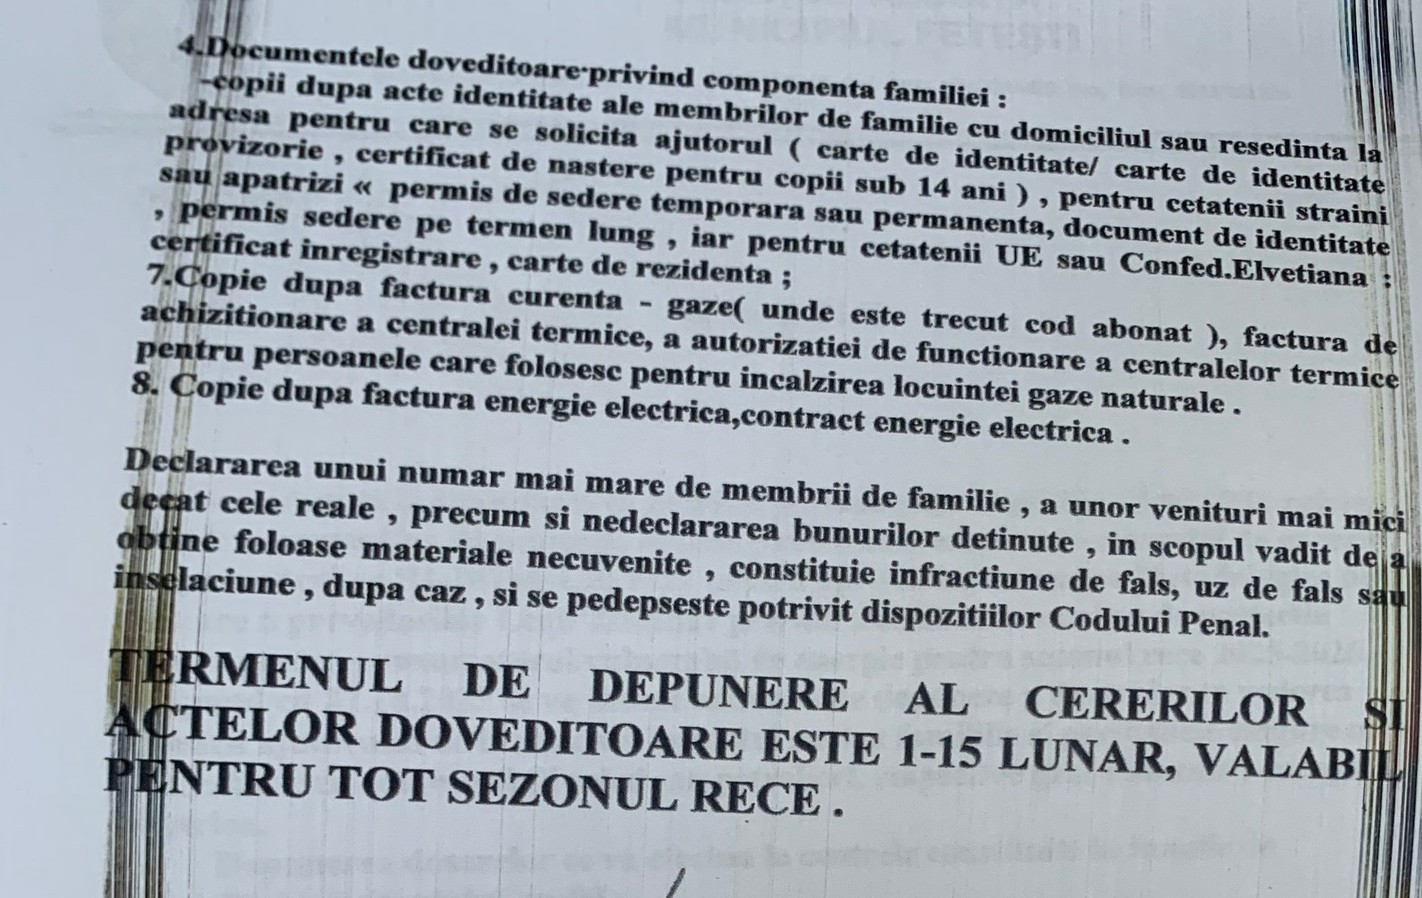 4.Documentele doveditoare privind componenta familiei :
-copii dupa acte identitate ale membrilor de familie cu domiciliul sau resedinta la
adresa pentru care se solicita ajutorul ( carte de identitate/ carte de identitate
provizorie , certificat de nastere pentru copii sub 14 ani ) , pentru cetatenii straini
sau apatrizi « permis de sedere temporara sau permanenta, document de identitate
, permis sedere pe termen lung , iar pentru cetatenii UE sau Confed.Elvetiana :
certificat inregistrare , carte de rezidenta ;
7.Copie dupa factura curenta - gaze( unde este trecut cod abonat ), factura de
achizitionare a centralei termice, a autorizatiei de functionare a centralelor termice
pentru persoanele care folosesc pentru incalzirea locuintei gaze naturale .
8. Copie dupa factura energie electrica,contract energie electrica .
Declararea unui numar mai mare de membrii de familie , a unor venituri mai mici
decat cele reale , precum si nedeclararea bunurilor detinute , in scopul vadit de a
obtine foloase materiale necuvenite , constituie infractiune de fals, uz de fals sau
inselaciune , dupa caz , si se pedepseste potrivit dispozitiilor Codului Penal.
TERMENUL DE DEPUNERE AL CERERILOR SI
ACTELOR DOVEDITOARE ESTE 1-15 LUNAR, VALABIL
PENTRU TOT SEZONUL RECE .